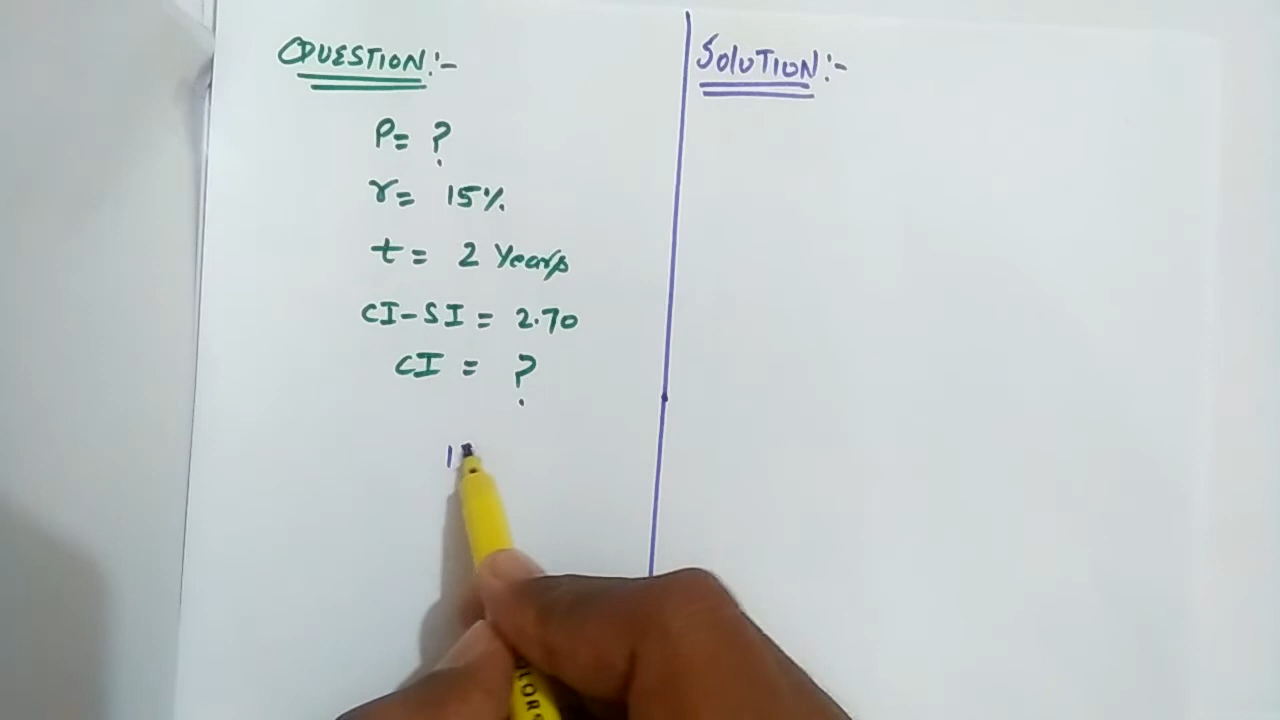 QUESTION:-
P= ?
r= 15%
t= 2 Years
CI-SI= 2.70
CI = ?
SOLUTION:-